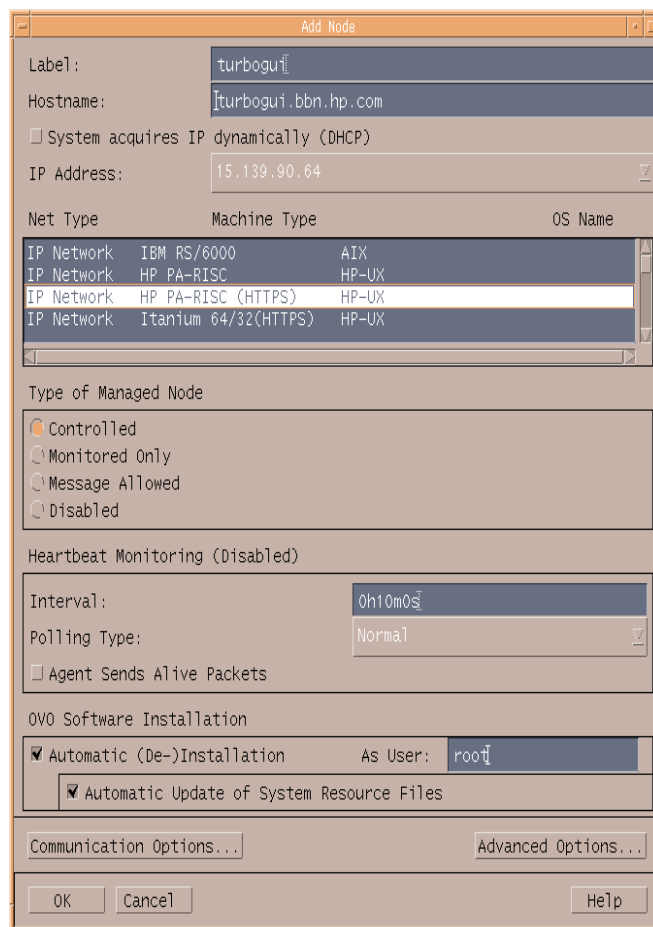 Add Node
Label: turbogui
Hostname: turbogui.bbn.hp.com
System acquires IP dynamically (DHCP)
IP Address: 15.139.90.64
Net Type Machine Type OS Name
IP Network IBM RS/6000 AIX
IP Network HP PA-RISC HP-UX
IP Network HP PA-RISC (HTTPS) HP-UX
IP Network Itanium 64/32(HTTPS) HP-UX
Type of Managed Node
Controlled
Monitored Only
Message Allowed
Disabled
Heartbeat Monitoring (Disabled)
Interval: 0h10m0s
Polling Type: Normal
Agent Sends Alive Packets
OVO Software Installation
Automatic (De-)Installation As User: root
Automatic Update of System Resource Files
Communication Options... Advanced Options...
OK Cancel Help